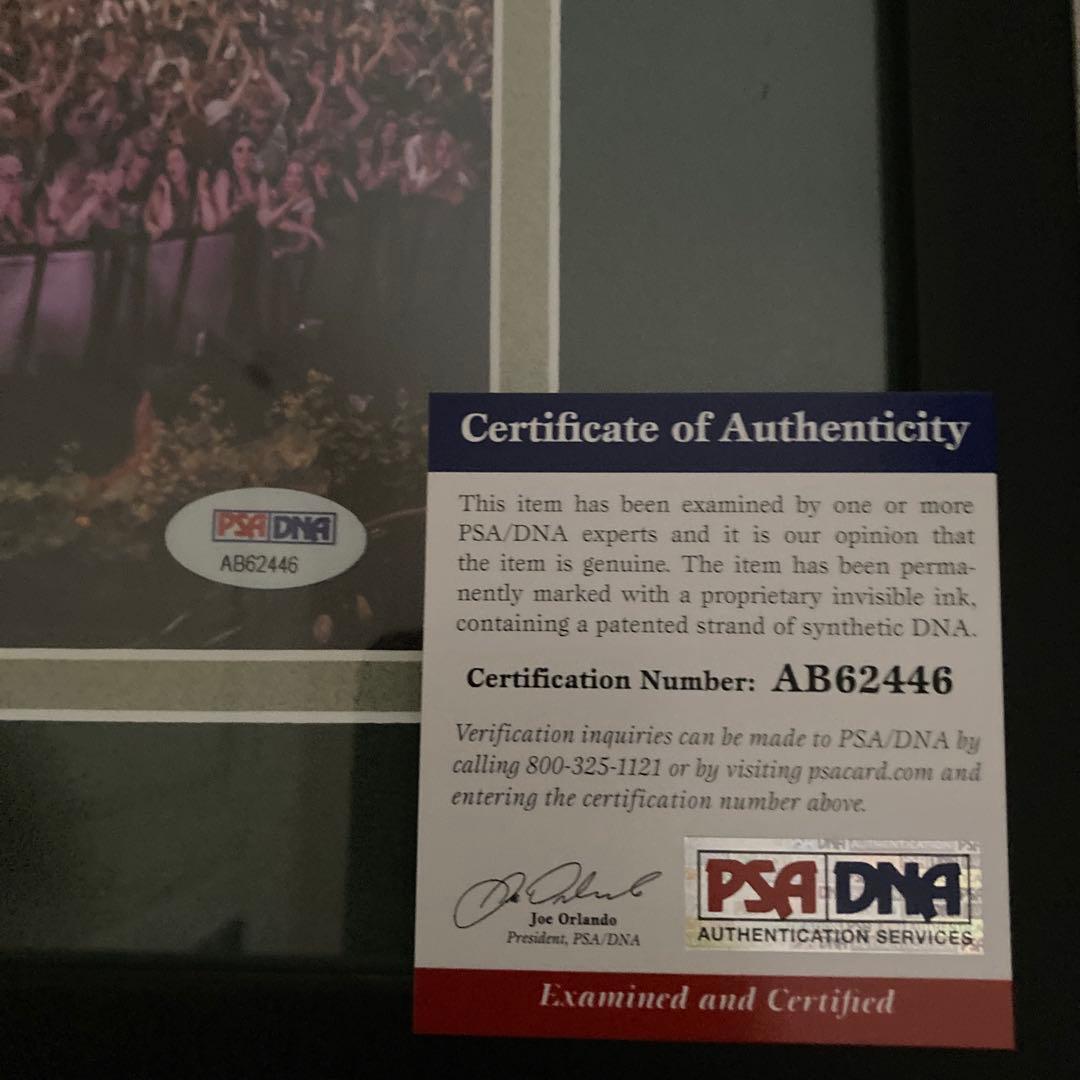 PSA DNA
AB62446
Certificate of Authenticity
This item has been examined by one or more
PSA/DNA experts and it is our opinion that
the item is genuine. The item has been perma-
nently marked with a proprietary invisible ink,
containing a patented strand of synthetic DNA.
Certification Number: AB62446
Verification inquiries can be made to PSA/DNA by
calling 800-325-1121 or by visiting psacard.com and
entering the certification number above.
Joe Orlando
President, PSA/DNA
PSA DNA
AUTHENTICATION SERVICES
Examined and Certified